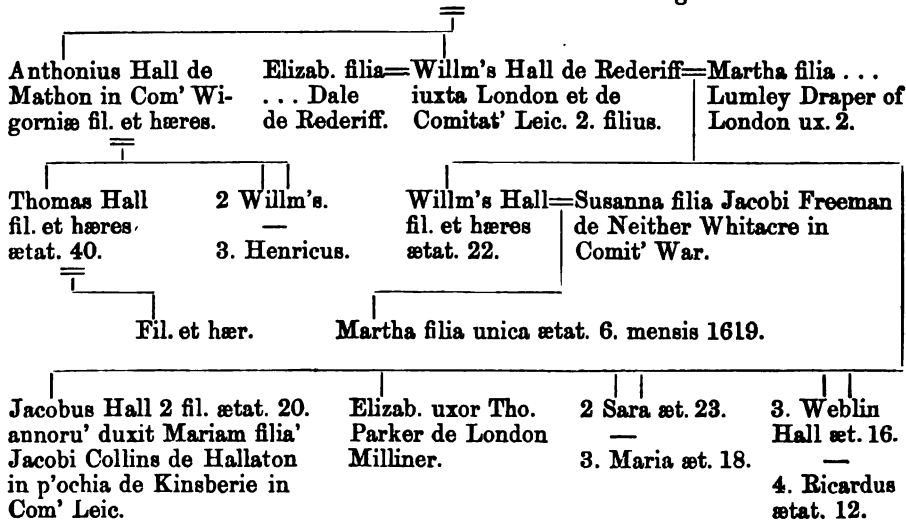 Anthonius Hall de
Mathon in Com' Wi-
gorniæ fil. et hæres.
Elizab. filia
... Dale
de Rederiff.
Willm's Hall de Rederiff
iuxta London et de
Comitat' Leic. 2. filius.
Martha filia ...
Lumley Draper of
London ux. 2.
Thomas Hall
fil. et hæres
ætat. 40.
2 Willm's.
3. Henricus.
Willm's Hall
fil. et hæres
ætat. 22.
Susanna filia Jacobi Freeman
de Neither Whitacre in
Comit' War.
Fil. et hær.
Martha filia unica ætat. 6. mensis 1619.
Jacobus Hall 2 fil. ætat. 20.
annoru' duxit Mariam filia'
Jacobi Collins de Hallaton
in p'ochia de Kinsberie in
Com' Leic.
Elizab. uxor Tho.
Parker de London
Milliner.
2 Sara æt. 23.
3. Maria æt. 18.
3. Weblin
Hall æt. 16.
4. Ricardus
ætat. 12.